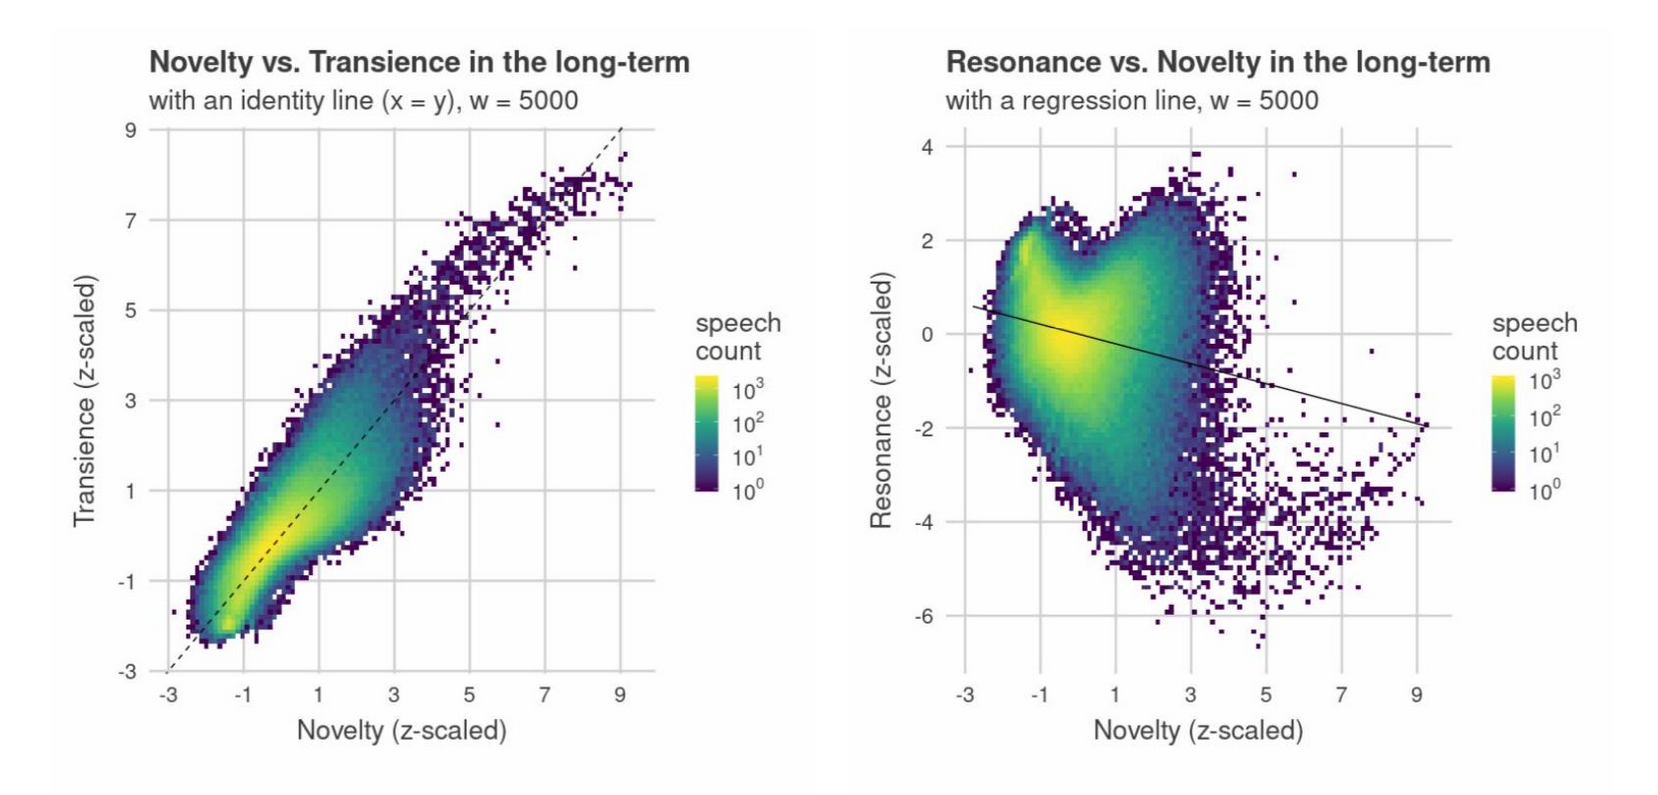 Novelty vs. Transience in the long-term
with an identity line (x = y), w = 5000
9
7
5
3
1
-1
-3
-3 -1 1 3 5 7 9
Transience (z-scaled)
Novelty (z-scaled)
speech
count
10³
10²
10¹
10⁰
Resonance vs. Novelty in the long-term
with a regression line, w = 5000
4
2
0
-2
-4
-6
-3 -1 1 3 5 7 9
Resonance (z-scaled)
Novelty (z-scaled)
speech
count
10³
10²
10¹
10⁰